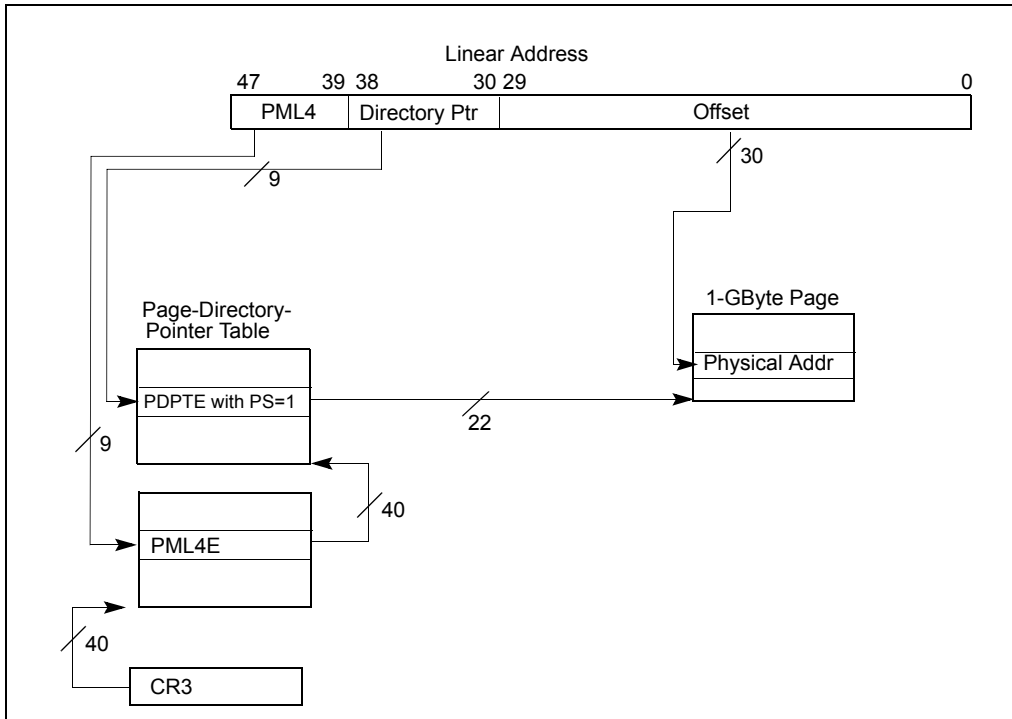 Linear Address
47 39 38 30 29 0
PML4 Directory Ptr Offset
9
30
1-GByte Page
Page-Directory-
Pointer Table
Physical Addr
PDPTE with PS=1
22
9
40
PML4E
40
CR3